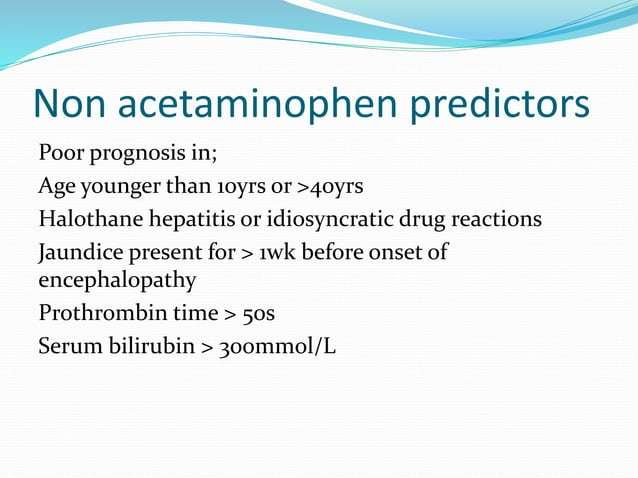 Non acetaminophen predictors
Poor prognosis in;
Age younger than 10yrs or >40yrs
Halothane hepatitis or idiosyncratic drug reactions
Jaundice present for > 1wk before onset of
encephalopathy
Prothrombin time > 50s
Serum bilirubin > 300mmol/L